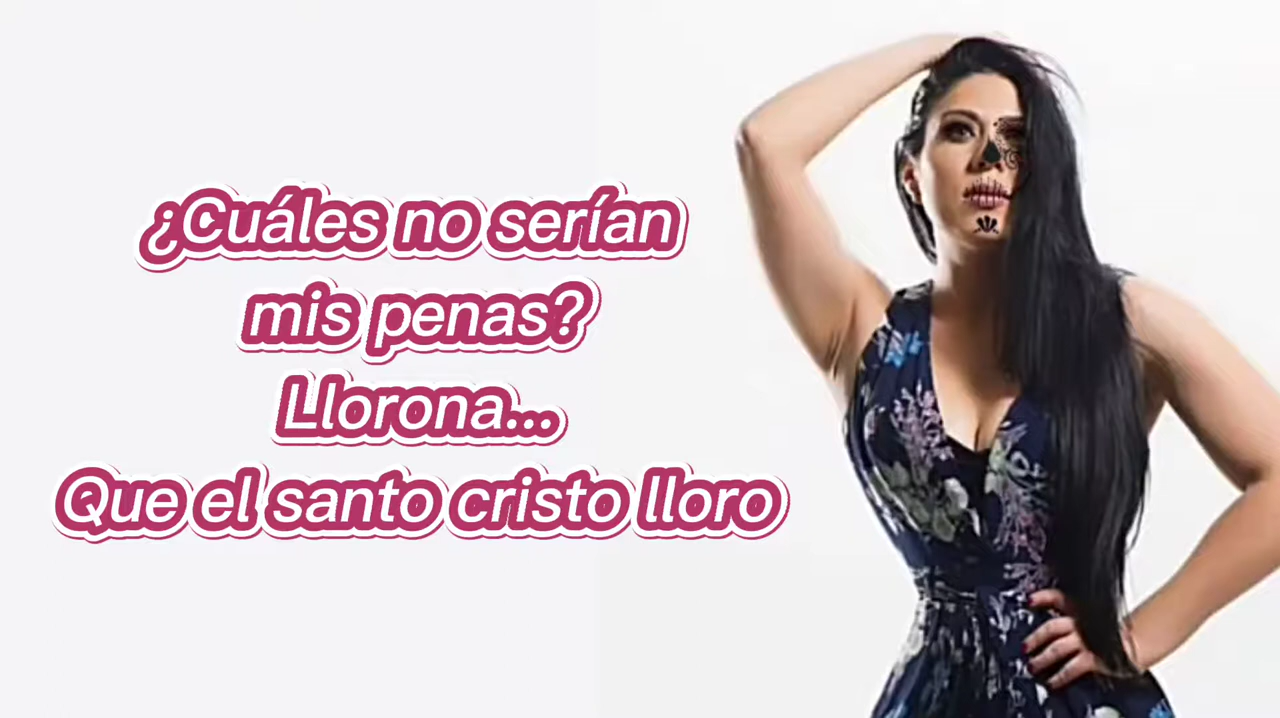 ¿Cuáles no serían
mis penas?
Llorona...
Que el santo cristo lloro